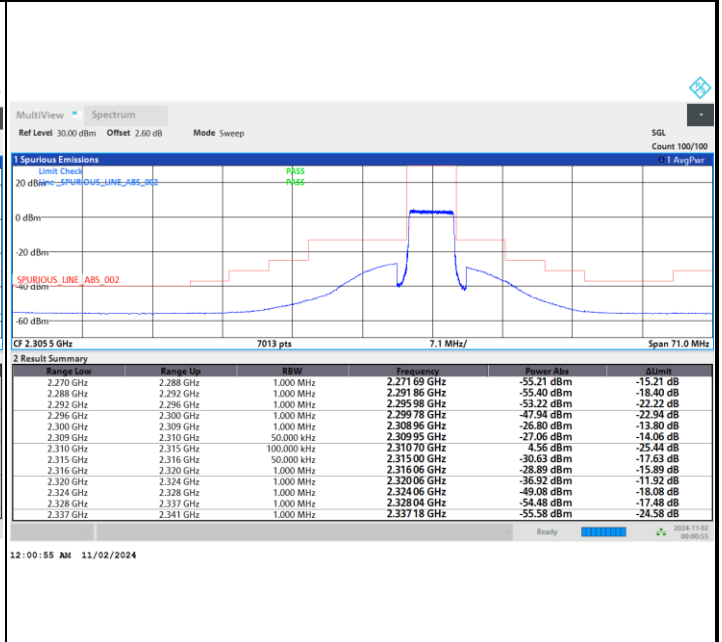 MultiView Spectrum
Ref Level 30.00 dBm Offset 2.60 dB Mode Sweep SGL
Count 100/100
1 Spurious Emissions 1 AvgPwr
Limit Check PASS
20 dBm Line _SPURIOUS_LINE_ABS_002 PASS
0 dBm
-20 dBm
SPURIOUS_LINE_ABS_002
-40 dBm
-60 dBm
CF 2.305 5 GHz 7013 pts 7.1 MHz/ Span 71.0 MHz
2 Result Summary
Range Low Range Up RBW Frequency Power Abs ΔLimit
2.270 GHz 2.288 GHz 1.000 MHz 2.271 69 GHz -55.21 dBm -15.21 dB
2.288 GHz 2.292 GHz 1.000 MHz 2.291 86 GHz -55.40 dBm -18.40 dB
2.292 GHz 2.296 GHz 1.000 MHz 2.295 98 GHz -53.22 dBm -22.22 dB
2.296 GHz 2.300 GHz 1.000 MHz 2.299 78 GHz -47.94 dBm -22.94 dB
2.300 GHz 2.309 GHz 1.000 MHz 2.308 96 GHz -26.80 dBm -13.80 dB
2.309 GHz 2.310 GHz 50.000 kHz 2.309 95 GHz -27.06 dBm -14.06 dB
2.310 GHz 2.315 GHz 100.000 kHz 2.310 70 GHz 4.56 dBm -25.44 dB
2.315 GHz 2.316 GHz 50.000 kHz 2.315 00 GHz -30.63 dBm -17.63 dB
2.316 GHz 2.320 GHz 1.000 MHz 2.316 06 GHz -28.89 dBm -15.89 dB
2.320 GHz 2.324 GHz 1.000 MHz 2.320 06 GHz -36.92 dBm -11.92 dB
2.324 GHz 2.328 GHz 1.000 MHz 2.324 06 GHz -49.08 dBm -18.08 dB
2.328 GHz 2.337 GHz 1.000 MHz 2.328 04 GHz -54.48 dBm -17.48 dB
2.337 GHz 2.341 GHz 1.000 MHz 2.337 18 GHz -55.58 dBm -24.58 dB
Ready 2024-11-02
00:00:55
12:00:55 AM 11/02/2024